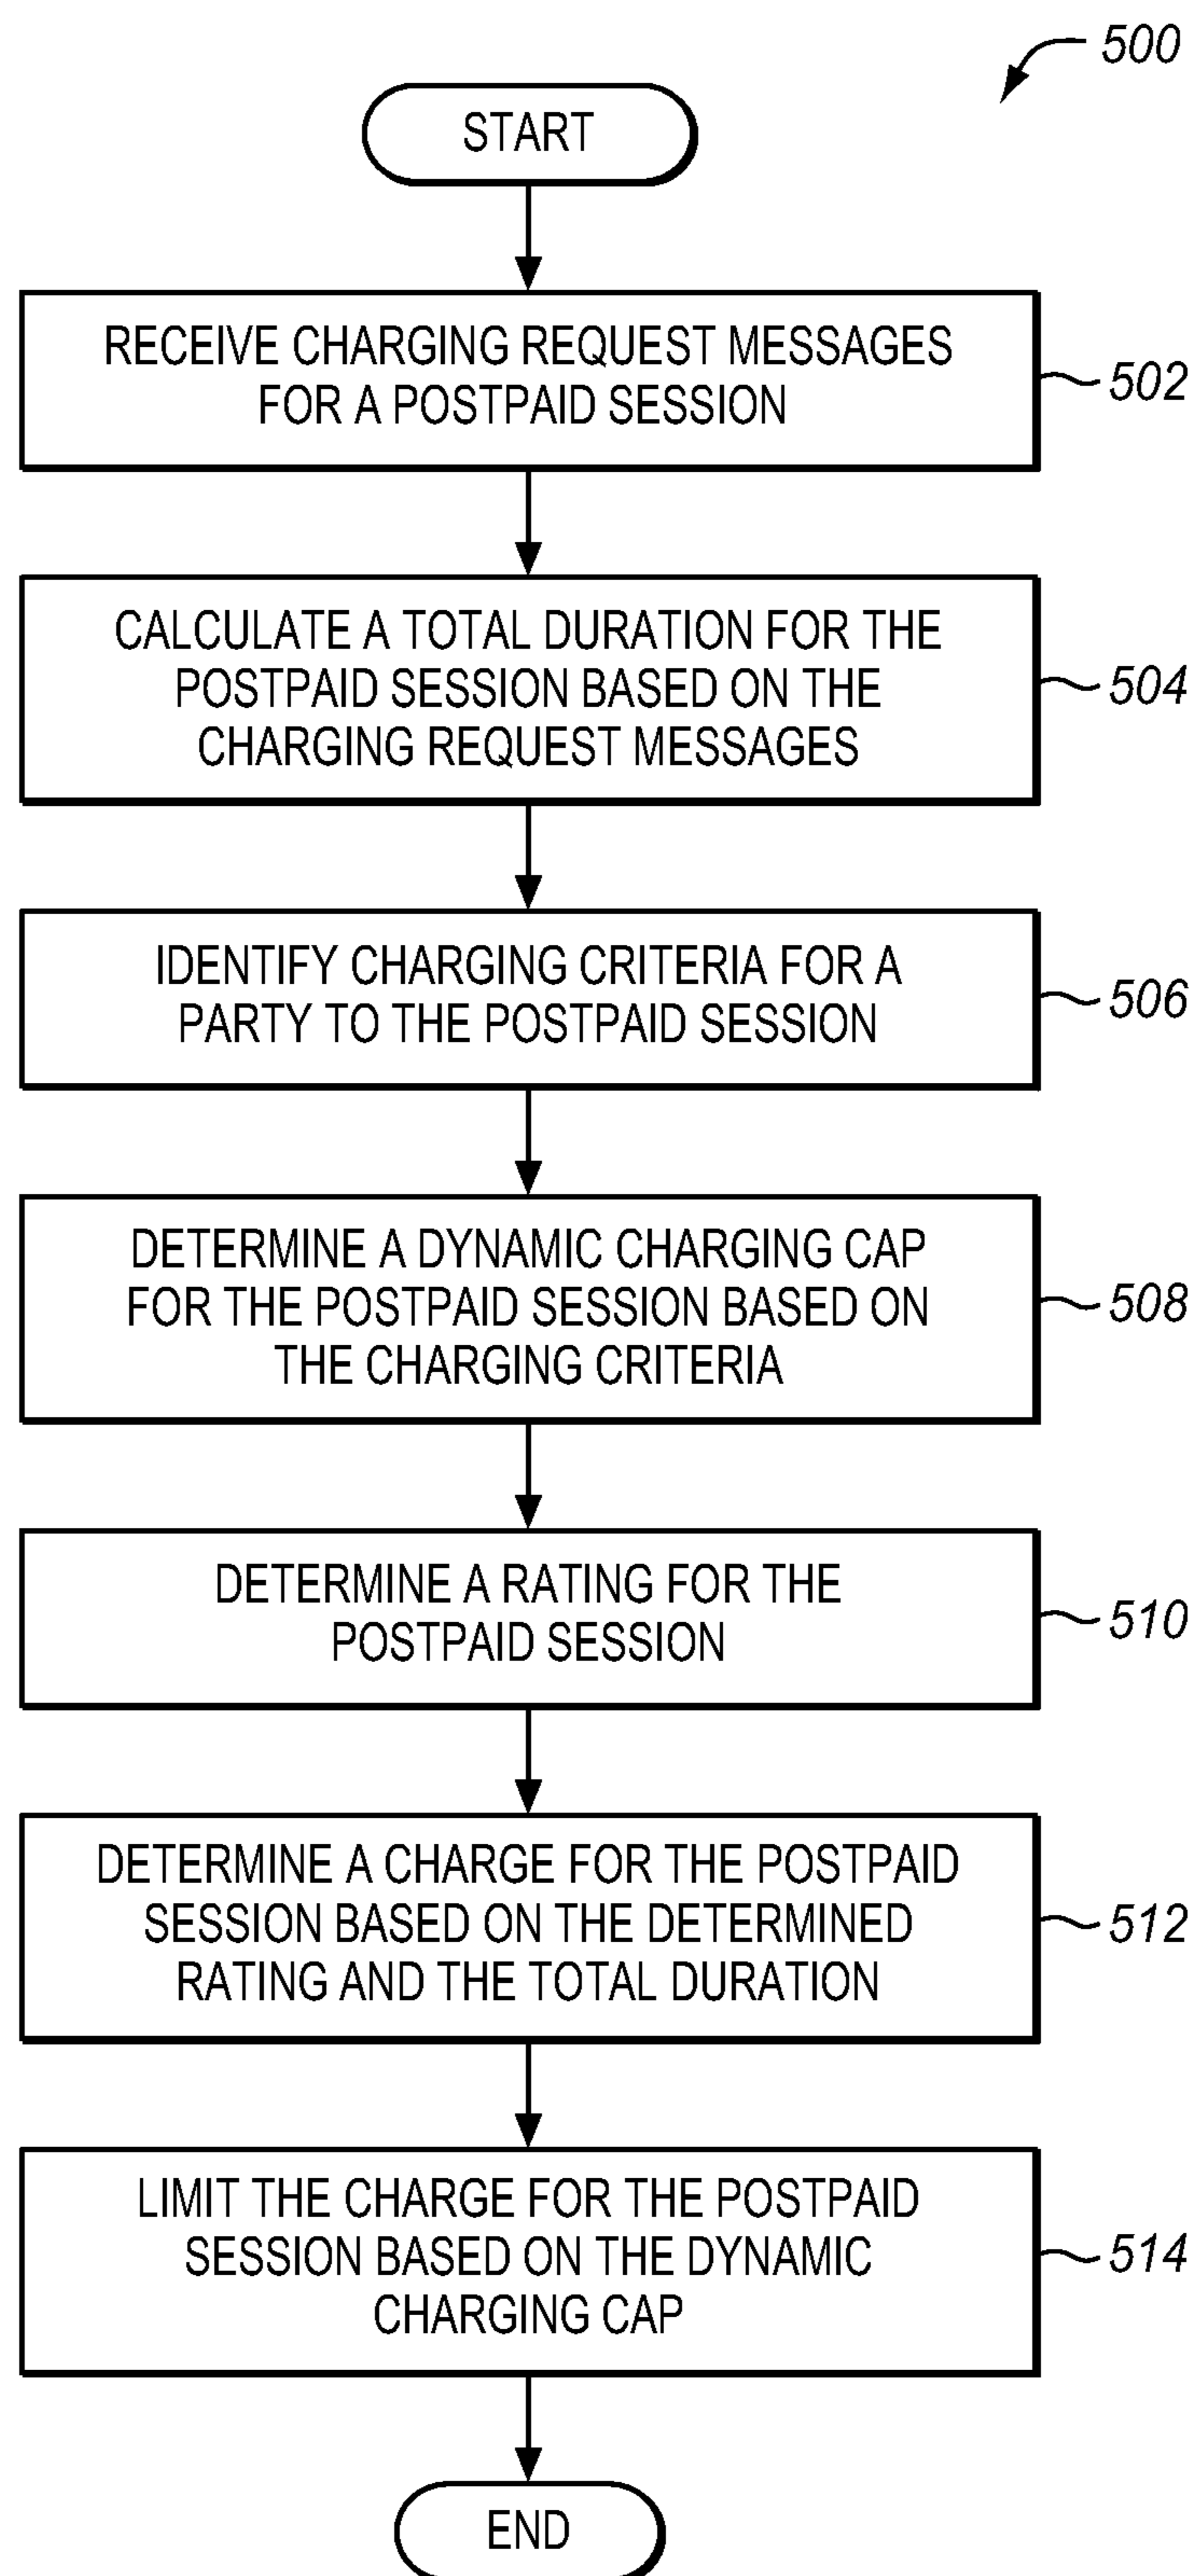 500
START
RECEIVE CHARGING REQUEST MESSAGES
FOR A POSTPAID SESSION
502
CALCULATE A TOTAL DURATION FOR THE
POSTPAID SESSION BASED ON THE
CHARGING REQUEST MESSAGES
504
IDENTIFY CHARGING CRITERIA FOR A
PARTY TO THE POSTPAID SESSION
506
DETERMINE A DYNAMIC CHARGING CAP
FOR THE POSTPAID SESSION BASED ON
THE CHARGING CRITERIA
508
DETERMINE A RATING FOR THE
POSTPAID SESSION
510
DETERMINE A CHARGE FOR THE POSTPAID
SESSION BASED ON THE DETERMINED
RATING AND THE TOTAL DURATION
512
LIMIT THE CHARGE FOR THE POSTPAID
SESSION BASED ON THE DYNAMIC
CHARGING CAP
514
END